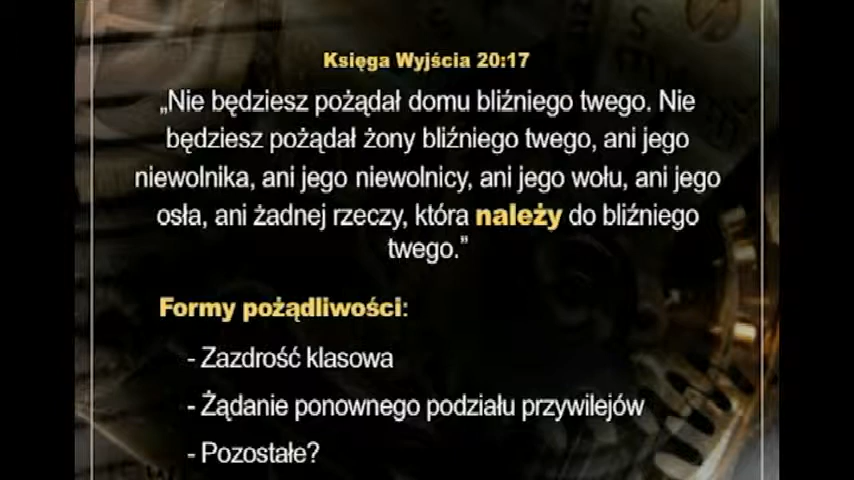 Księga Wyjścia 20:17
„Nie będziesz pożądał domu bliźniego twego. Nie
będziesz pożądał żony bliźniego twego, ani jego
niewolnika, ani jego niewolnicy, ani jego wołu, ani jego
osła, ani żadnej rzeczy, która należy do bliźniego
twego.”
Formy pożądliwości:
- Zazdrość klasowa
- Żądanie ponownego podziału przywilejów
- Pozostałe?